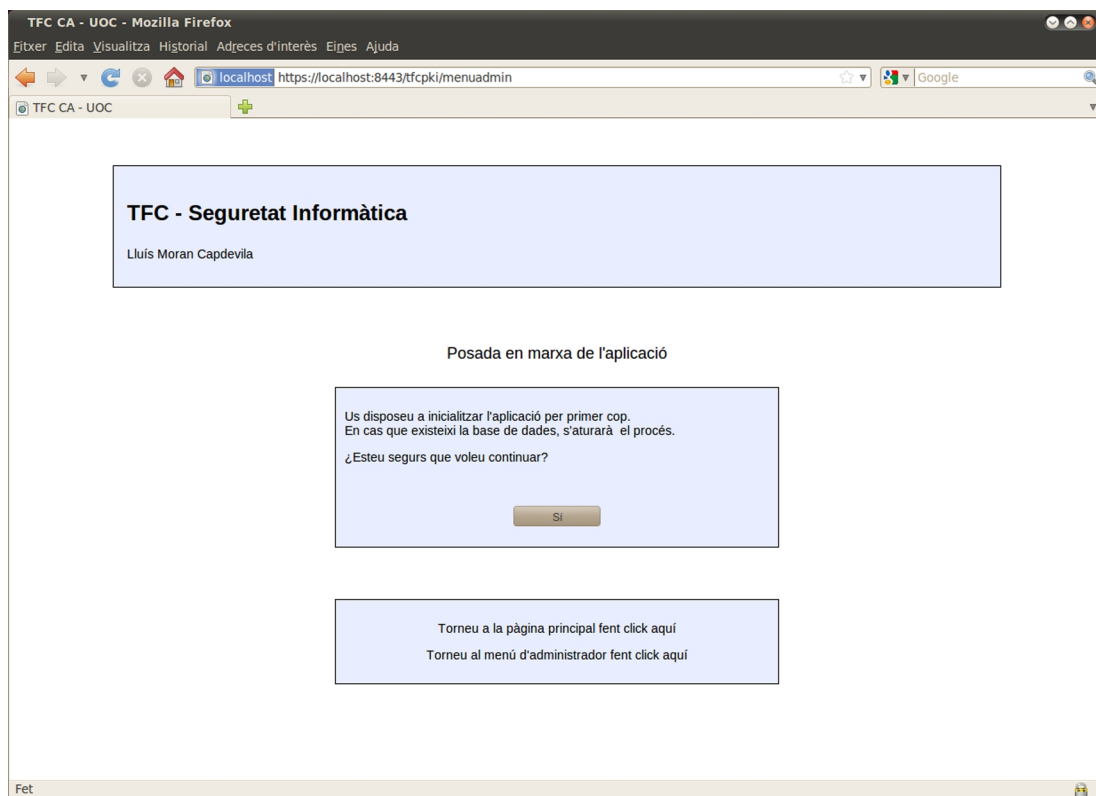 TFC CA - UOC - Mozilla Firefox
Fitxer Edita Visualitza Historial Adreces d'interès Eines Ajuda
localhost https://localhost:8443/tfcpki/menuadmin Google
TFC CA - UOC
TFC - Seguretat Informàtica
Lluís Moran Capdevila
Posada en marxa de l'aplicació
Us disposeu a inicialitzar l'aplicació per primer cop.
En cas que existeixi la base de dades, s'aturarà  el procés.
¿Esteu segurs que voleu continuar?
Sí
Torneu a la pàgina principal fent click aquí
Torneu al menú d'administrador fent click aquí
Fet